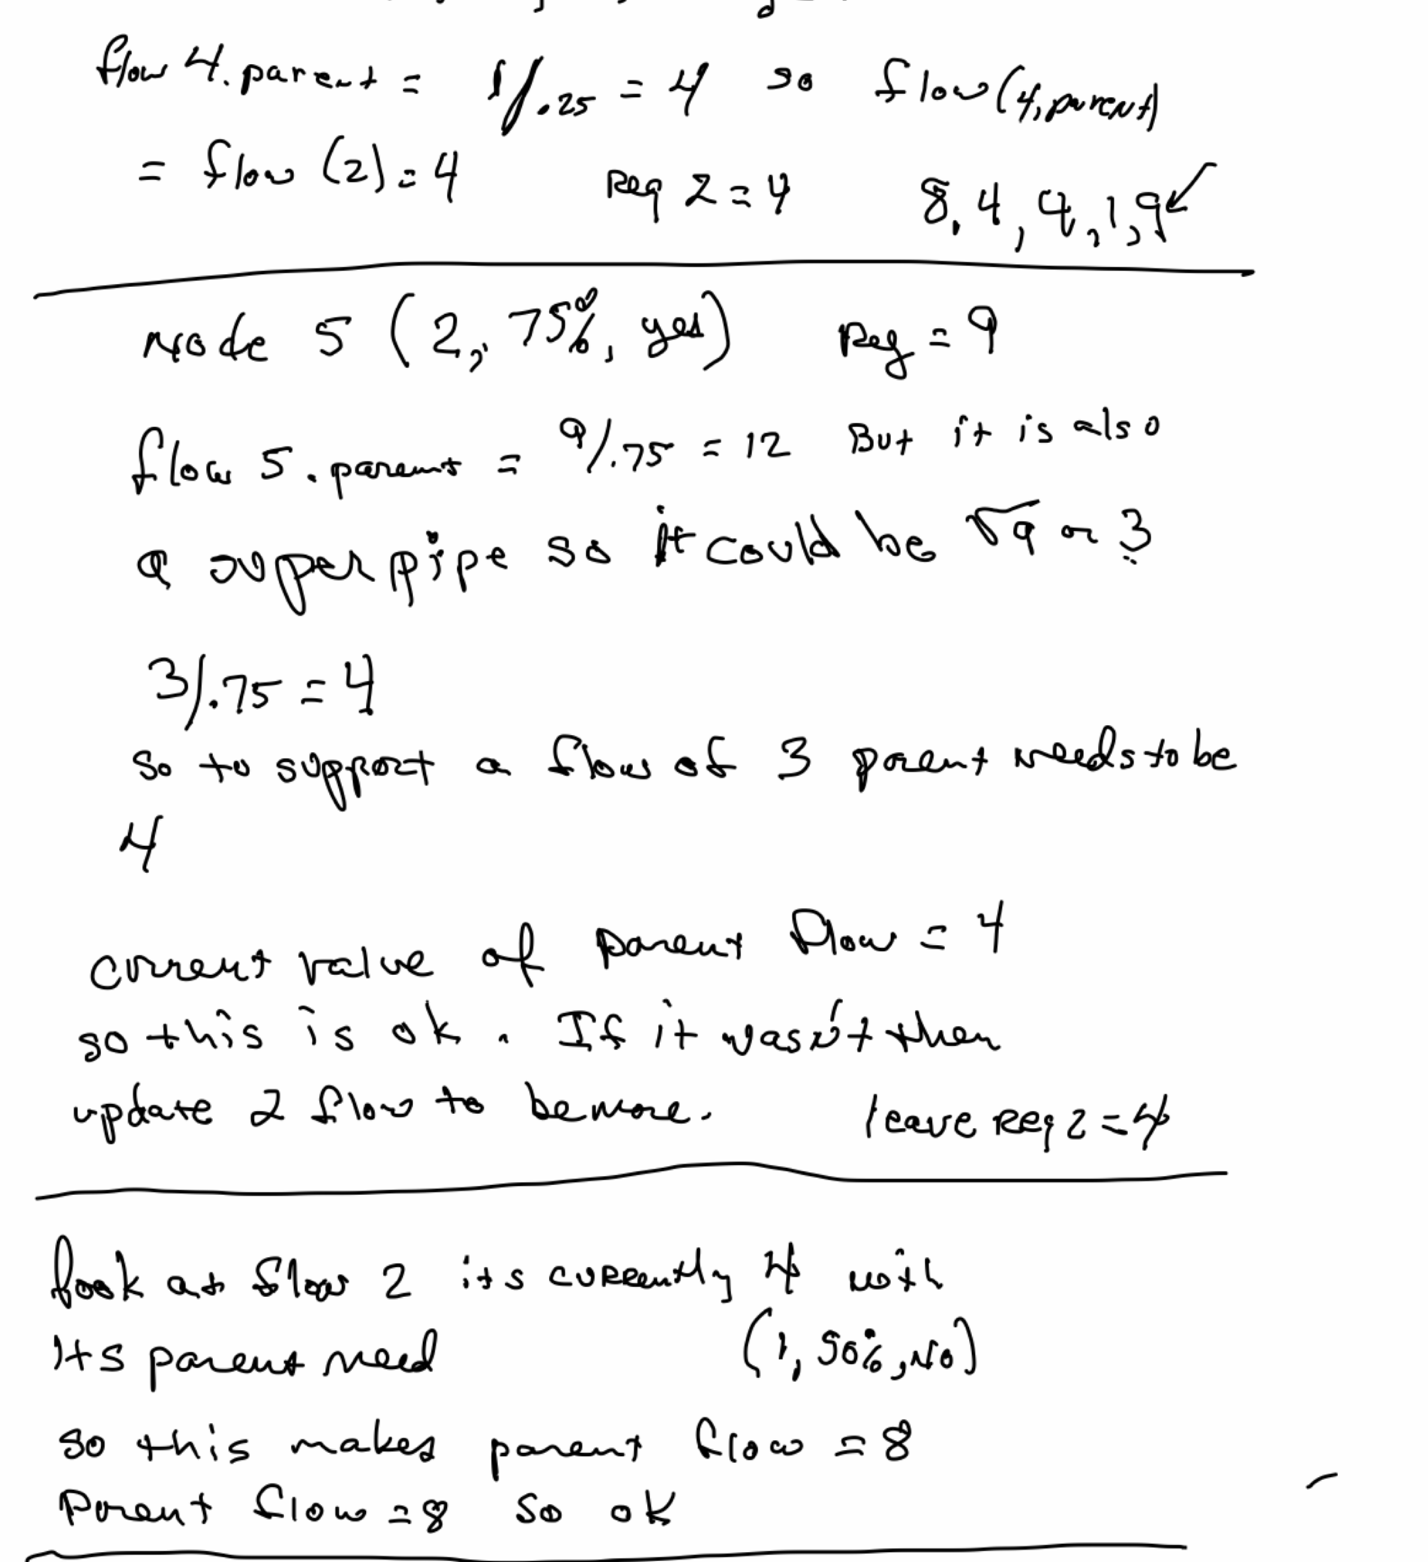 flow 4.parent = 1/.25 = 4 so flow(4,parent)
= flow (2) = 4 Req 2 = 4 8,4,4,1,9
Node 5 (2, 75%, yes) Req = 9
flow 5.parent = 9/.75 = 12 But it is also
a super pipe so it could be √9 or 3
3/.75 = 4
so to support a flow of 3 parent needs to be
4
current value of parent flow = 4
so this is ok. If it wasn't then
update 2 flow to be more. leave Req 2 = 4
look at flow 2 its currently 4 with
its parent need (1, 50%, No)
so this makes parent flow = 8
Parent flow = 8 so ok